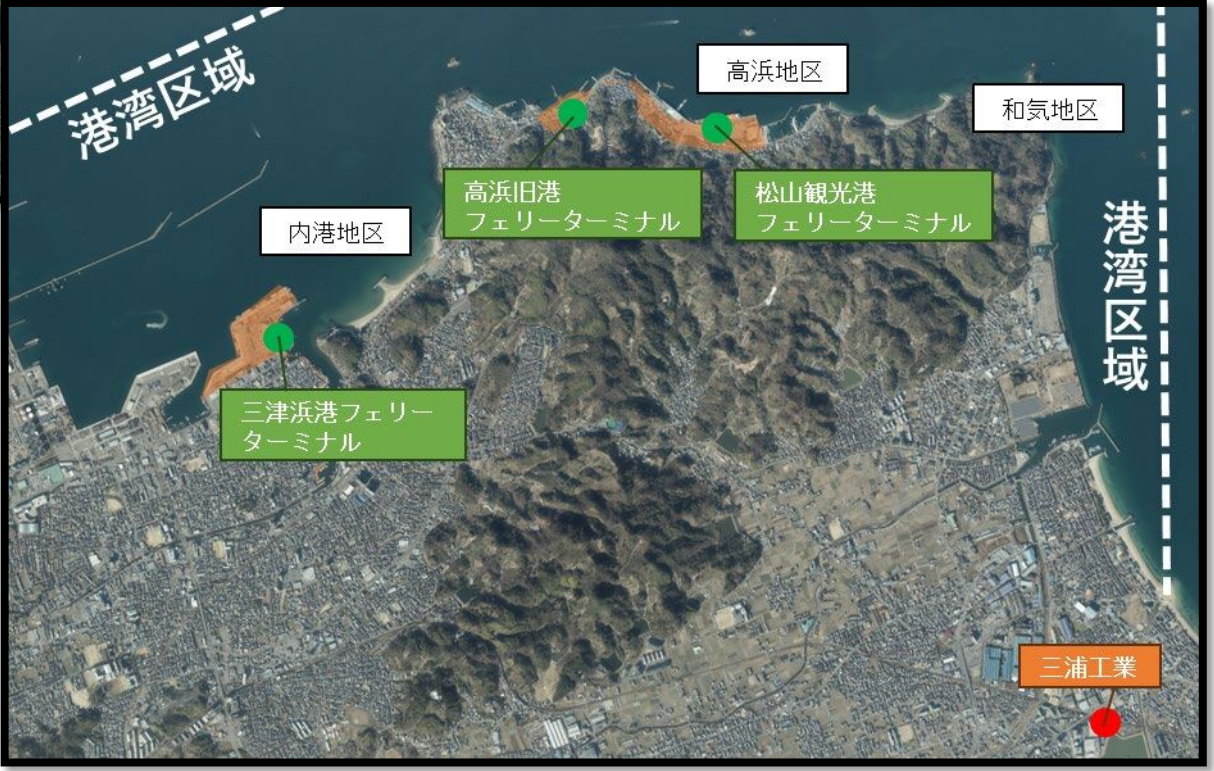 港湾区域
高浜地区
和気地区
高浜旧港
フェリーターミナル
松山観光港
フェリーターミナル
内港地区
港湾区域
三津浜港フェリー
ターミナル
三浦工業